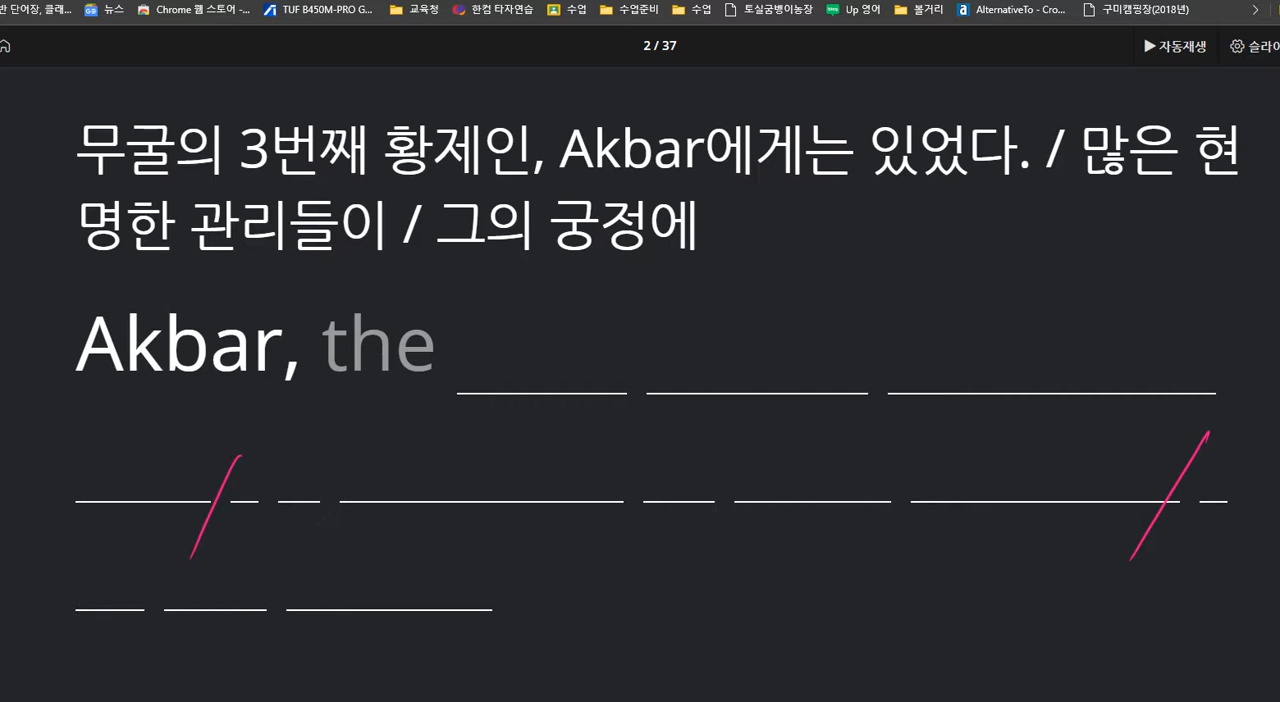 반 단어장, 클래... 뉴스 Chrome 웹 스토어 -... TUF B450M-PRO G... 교육청 한컴 타자연습 수업 수업준비 수업 토실굼벵이농장 Up 영어 볼거리 AlternativeTo - Cro... 구미캠핑장(2018년)
2 / 37 ▶자동재생 슬라이
무굴의 3번째 황제인, Akbar에게는 있었다. / 많은 현
명한 관리들이 / 그의 궁정에
Akbar, the